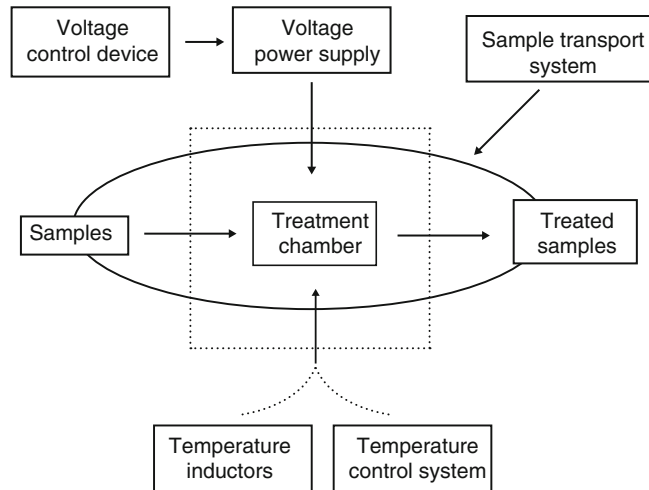 Voltage
control device
Voltage
power supply
Sample transport
system
Samples
Treatment
chamber
Treated
samples
Temperature
inductors
Temperature
control system